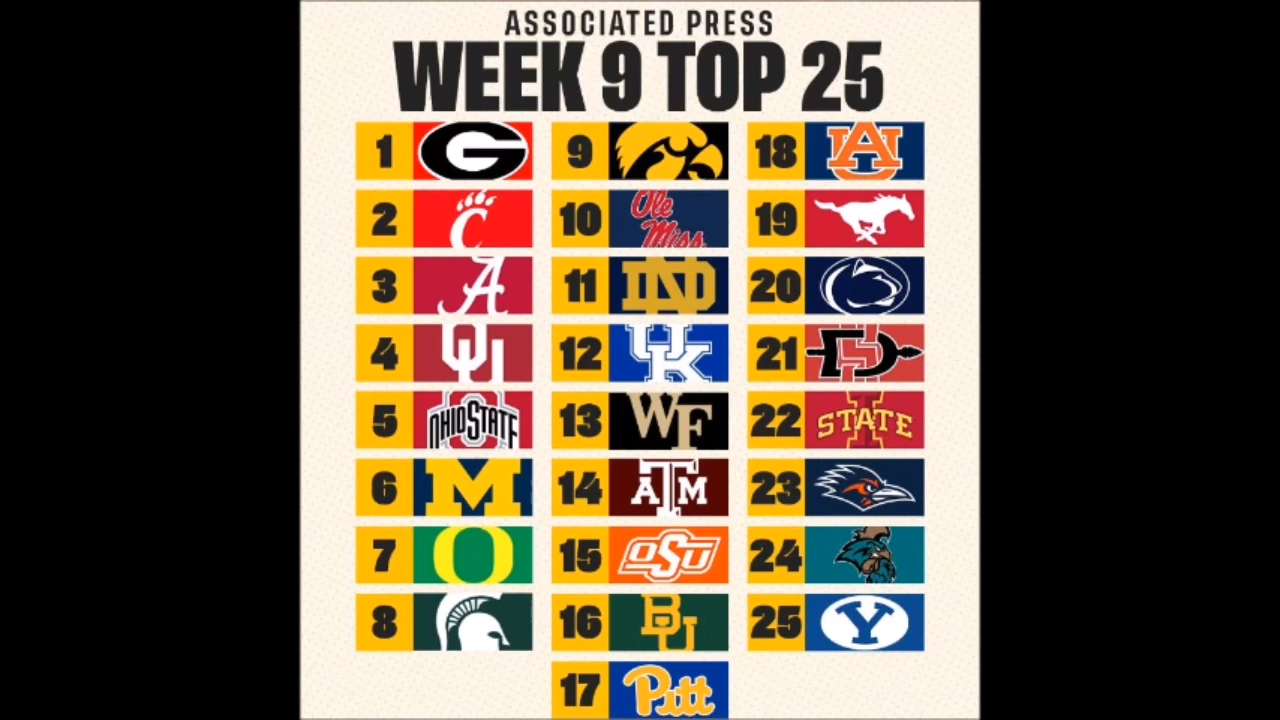 ASSOCIATED PRESS
WEEK 9 TOP 25
1 G
2 C
3 A
4 OU
5 OHIO STATE
6 M
7 O
8
9
10 Ole Miss
11 ND
12 UK
13 WF
14 ATM
15 OSU
16 BU
17 Pitt
18 AU
19
20
21 SD
22 I STATE
23
24
25 Y